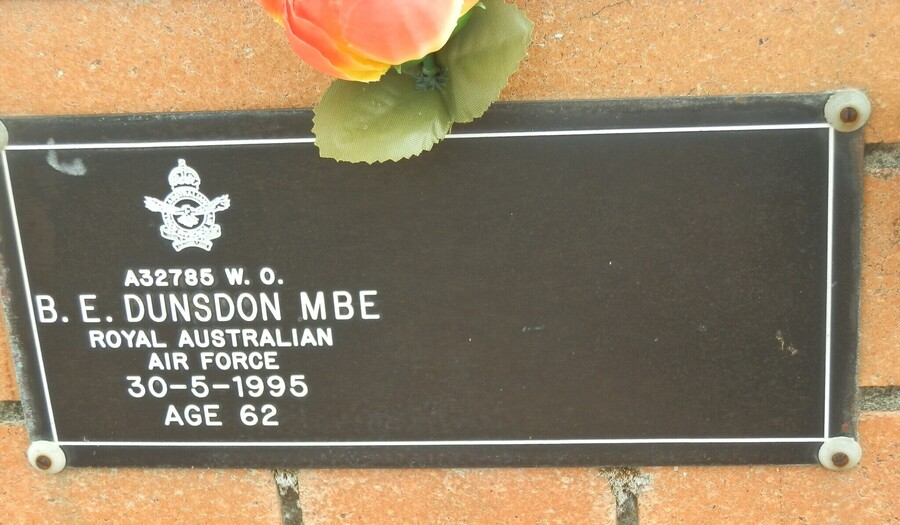 A32785 W. O.
B. E. DUNSDON MBE
ROYAL AUSTRALIAN
AIR FORCE
30-5-1995
AGE 62